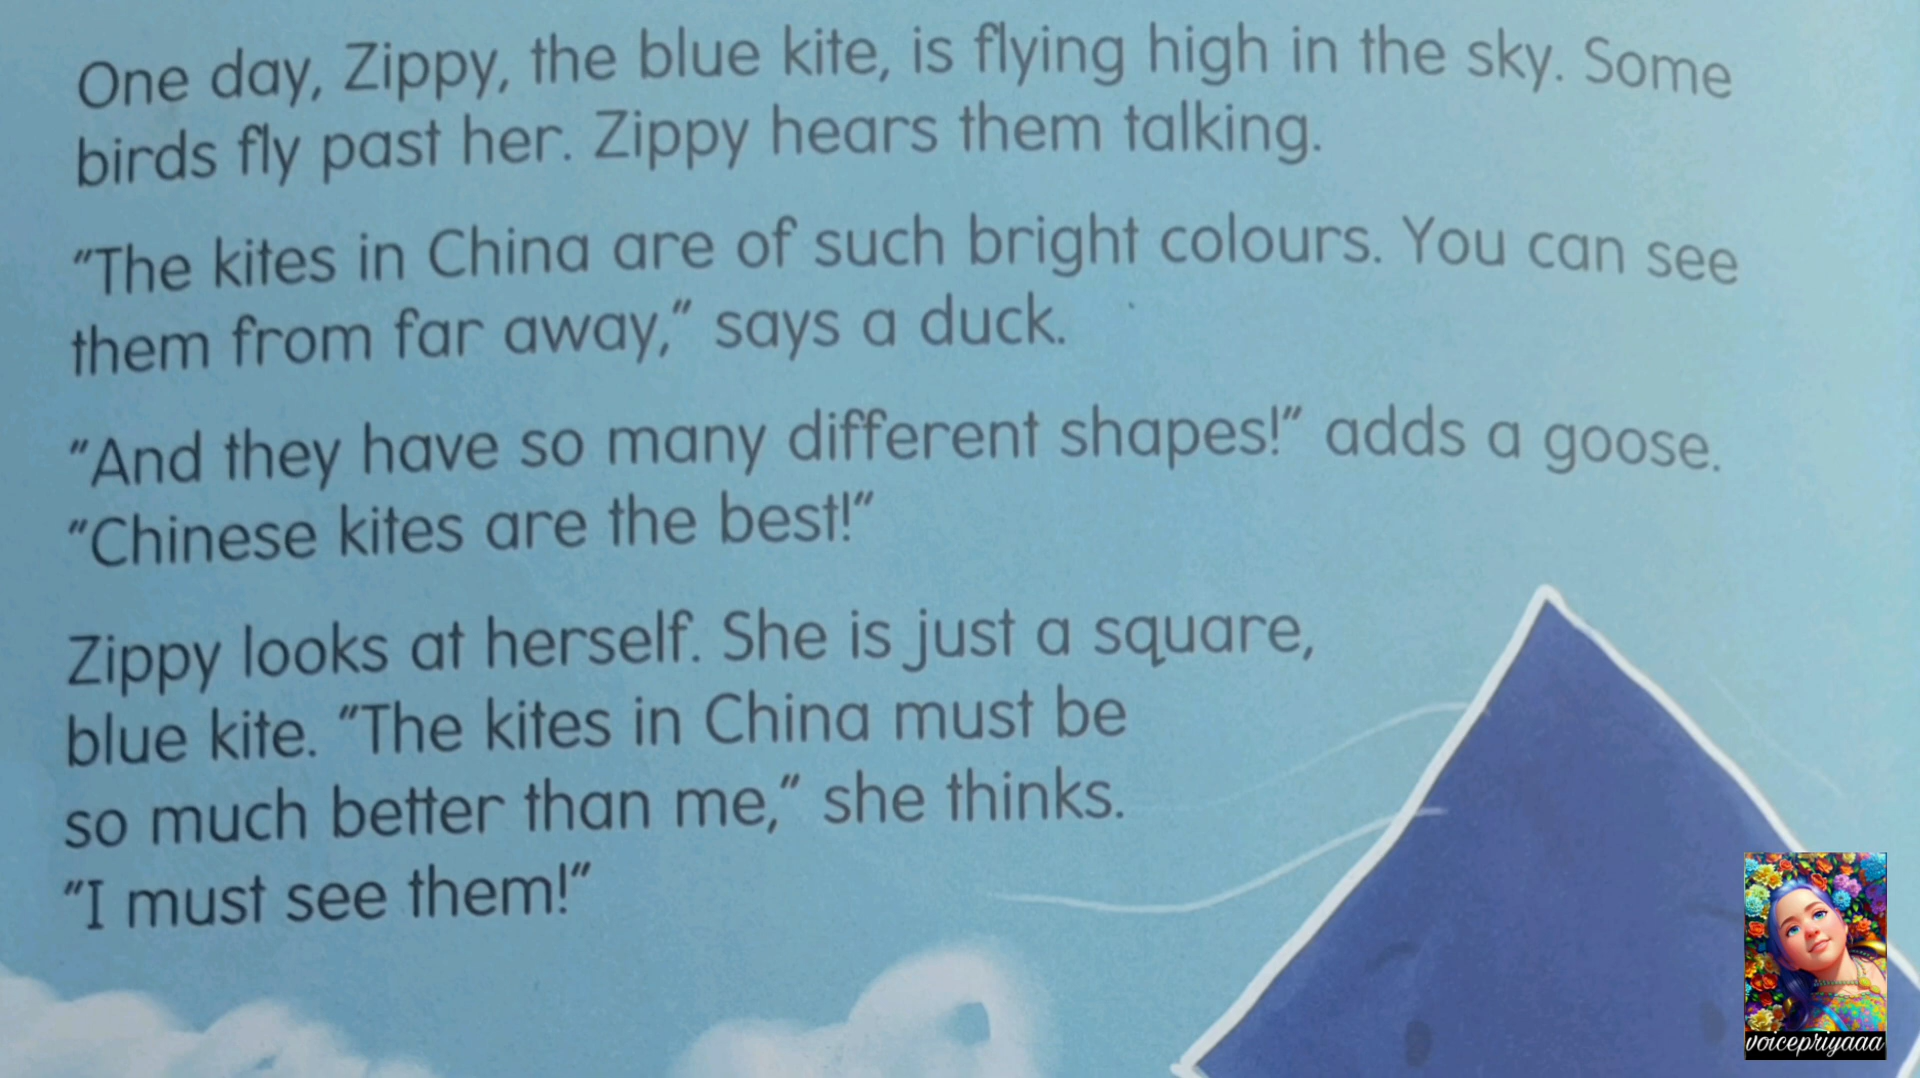 One day, Zippy, the blue kite, is flying high in the sky. Some
birds fly past her. Zippy hears them talking.
"The kites in China are of such bright colours. You can see
them from far away," says a duck.
"And they have so many different shapes!" adds a goose.
"Chinese kites are the best!"
Zippy looks at herself. She is just a square,
blue kite. "The kites in China must be
so much better than me," she thinks.
"I must see them!"
voicepriyaaa